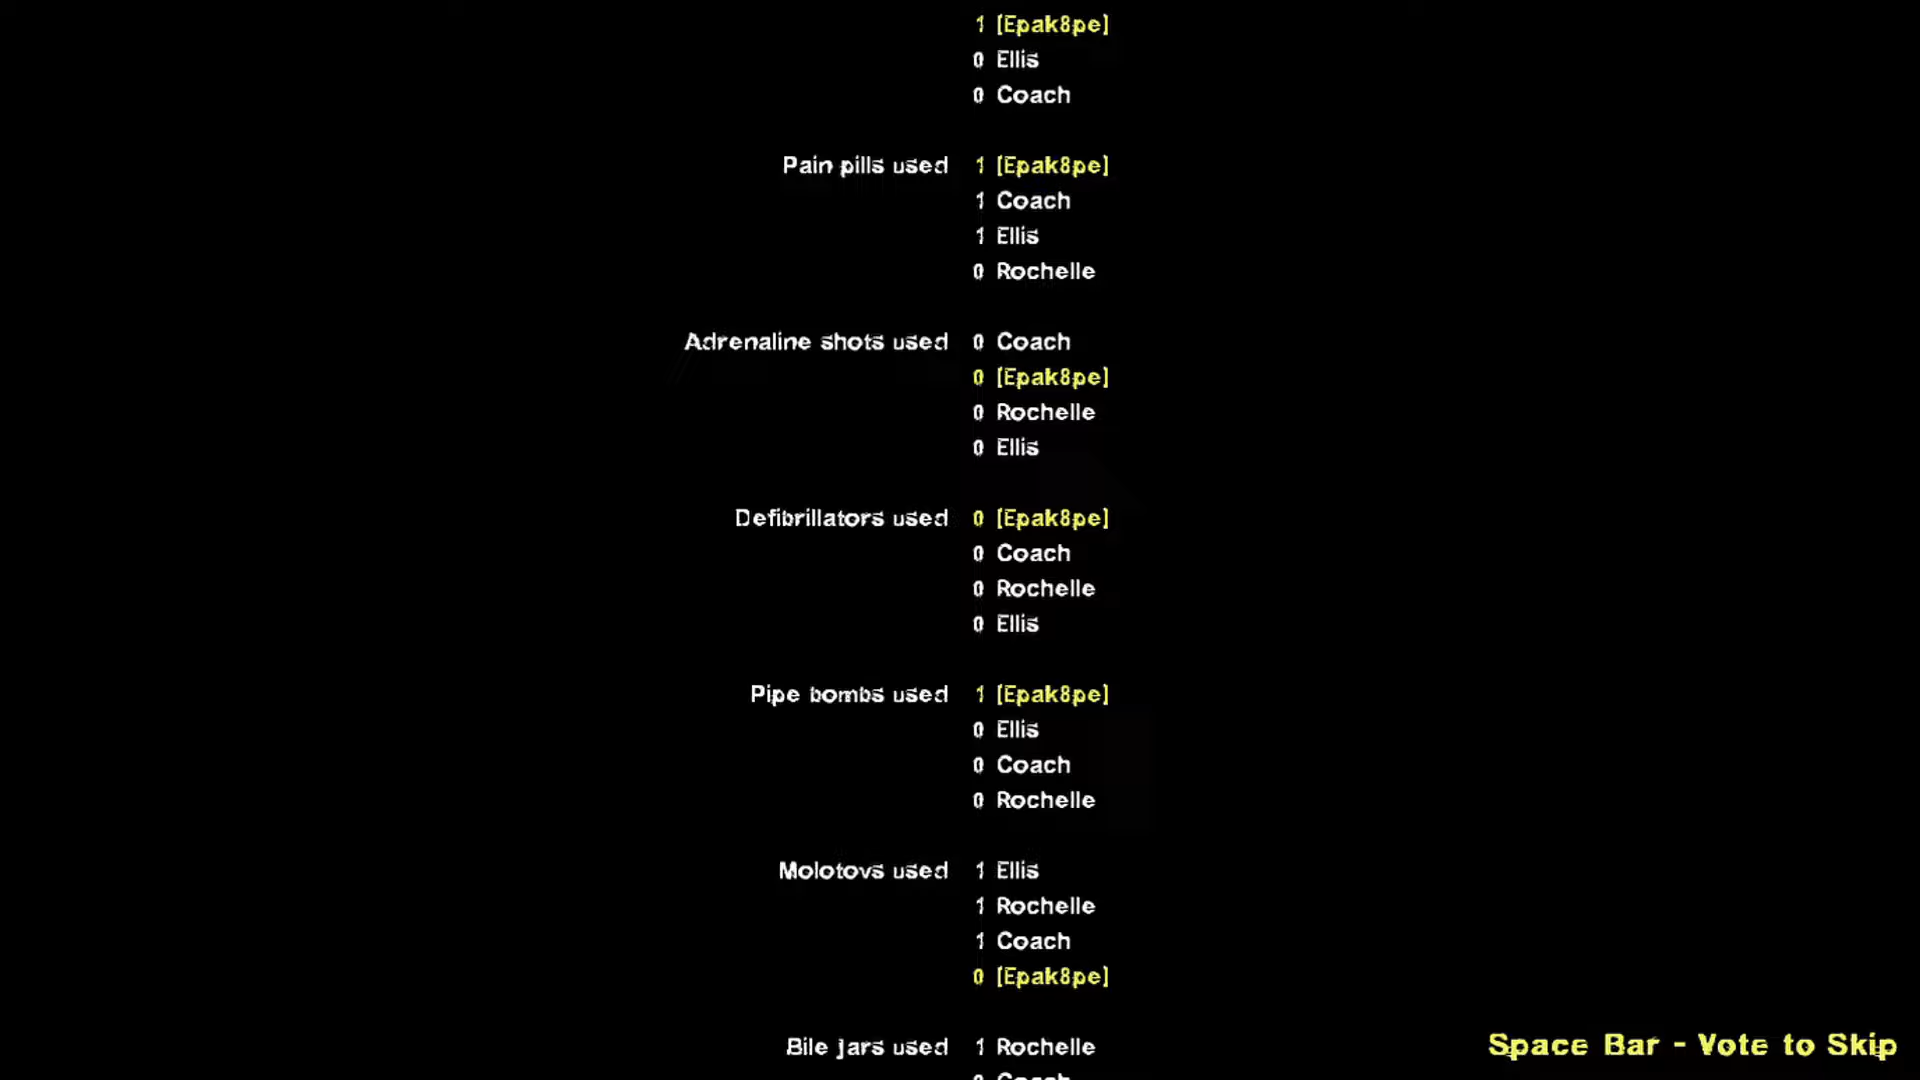 1 [Epak8pe]
0 Ellis
0 Coach
Pain pills used 1 [Epak8pe]
1 Coach
1 Ellis
0 Rochelle
Adrenaline shots used 0 Coach
0 [Epak8pe]
0 Rochelle
0 Ellis
Defibrillators used 0 [Epak8pe]
0 Coach
0 Rochelle
0 Ellis
Pipe bombs used 1 [Epak8pe]
0 Ellis
0 Coach
0 Rochelle
Molotovs used 1 Ellis
1 Rochelle
1 Coach
0 [Epak8pe]
Bile jars used 1 Rochelle
Coach
Space Bar - Vote to Skip